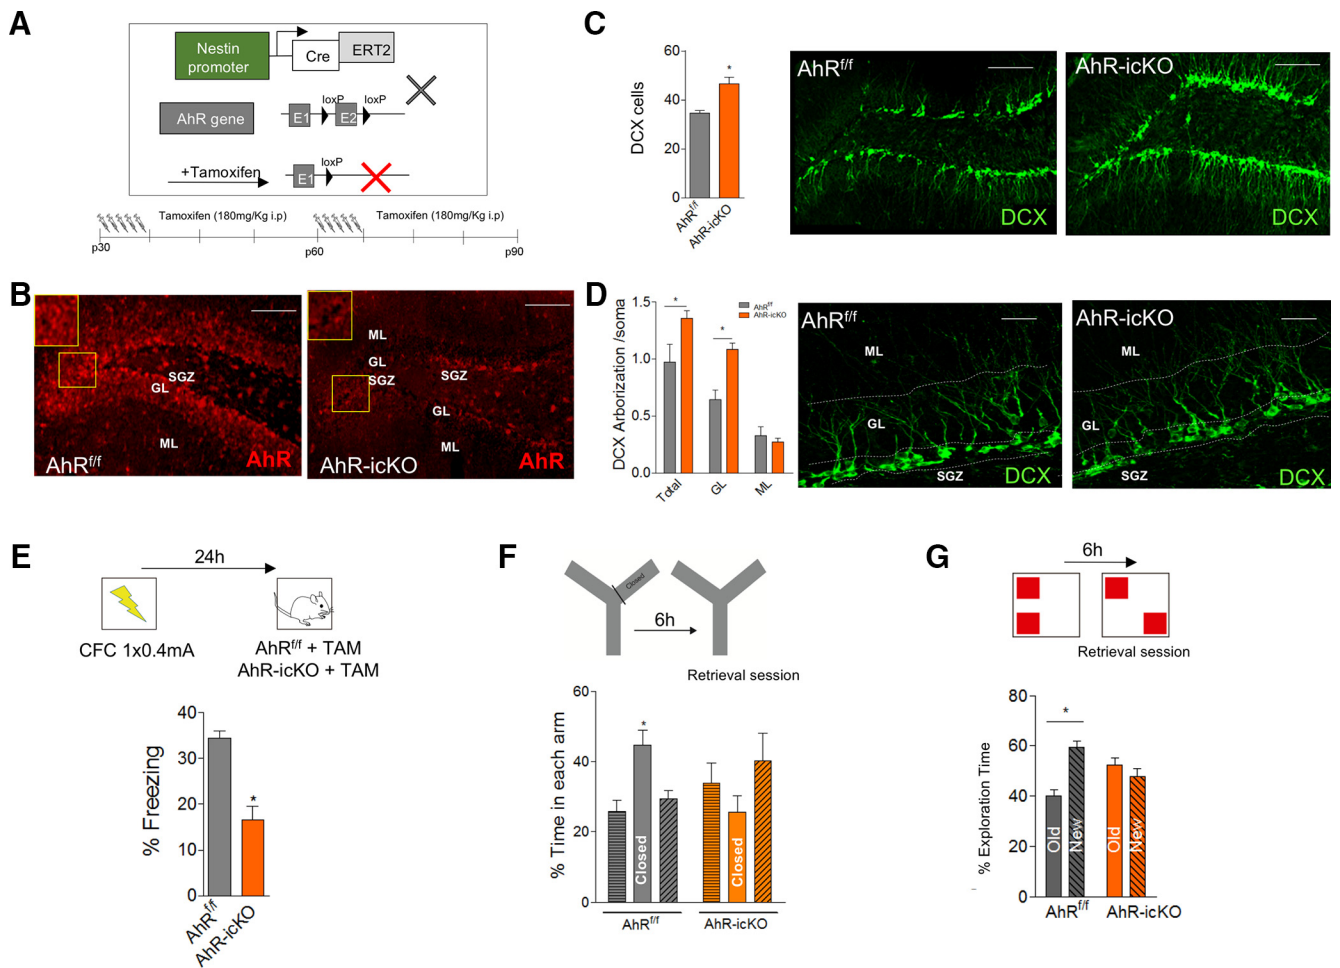 A
Nestin
promoter
Cre
ERT2
AhR gene
loxP
loxP
E1
E2
+Tamoxifen
loxP
E1
Tamoxifen (180mg/Kg i.p)
Tamoxifen (180mg/Kg i.p)
p30
p60
p90
B
ML
GL
SGZ
SGZ
SGZ
GL
GL
ML
ML
AhRf/f
AhR
AhR-icKO
AhR
C
DCX cells
60
40
20
0
*
AhRf/f
AhR-icKO
AhRf/f
DCX
AhR-icKO
DCX
D
DCX Arborization /soma
1.5
1.0
0.5
0.0
*
*
AhRf/f
AhR-icKO
Total
GL
ML
AhRf/f
ML
GL
SGZ
DCX
AhR-icKO
ML
GL
SGZ
DCX
E
24h
CFC 1x0.4mA
AhRf/f + TAM
AhR-icKO + TAM
% Freezing
40
30
20
10
0
*
AhRf/f
AhR-icKO
F
Closed
6h
Retrieval session
% Time in each arm
60
40
20
0
*
Closed
Closed
AhRf/f
AhR-icKO
G
6h
Retrieval session
% Exploration Time
80
60
40
20
0
*
Old
New
Old
New
AhRf/f
AhR-icKO